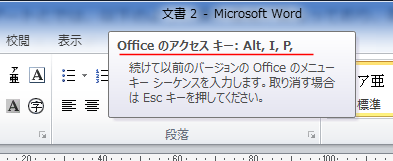 文書 2 - Microsoft Word
校閲 表示
Office のアクセス キー: Alt, I, P,
続けて以前のバージョンの Office のメニュー
キー シーケンスを入力します。取り消す場合
は Esc キーを押してください。
ア亜
A 字
ア亜
標準
段落